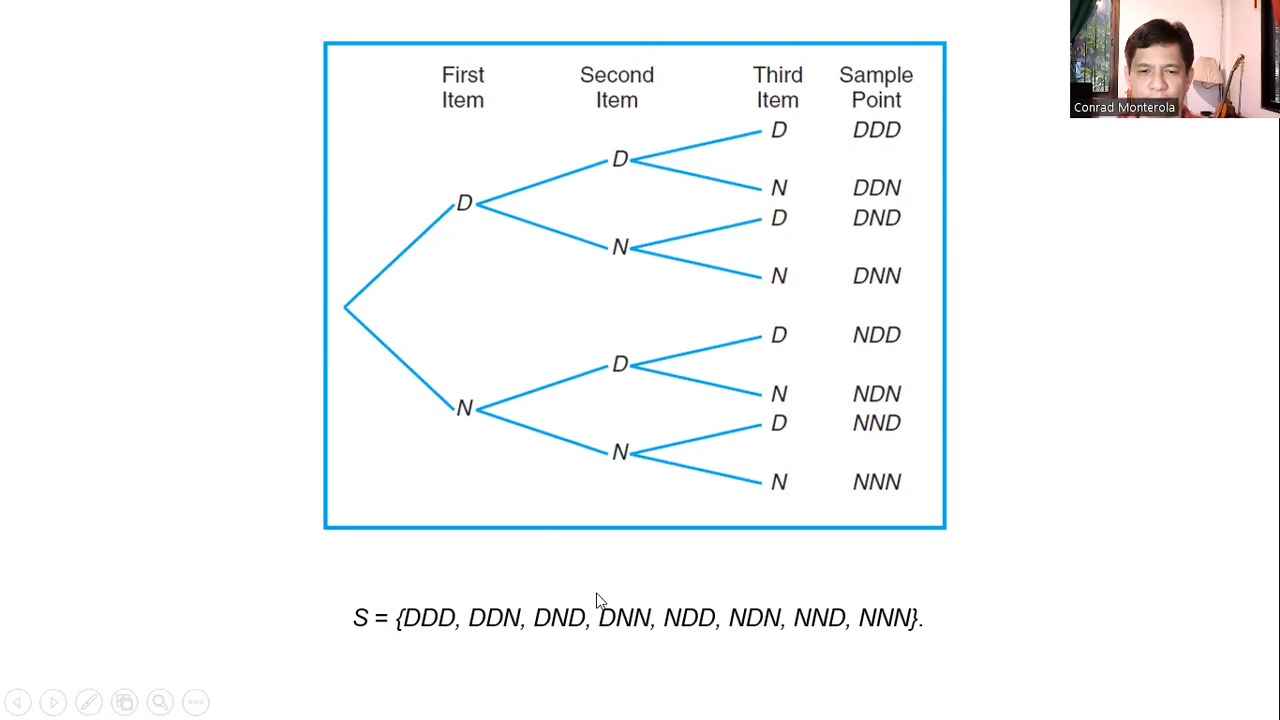 First Second Third Sample
Item Item Item Point
D DDD
D
N DDN
D
D DND
N
N DNN
D NDD
D
N NDN
N
D NND
N
N NNN
S = {DDD, DDN, DND, DNN, NDD, NDN, NND, NNN}.
Conrad Monterola